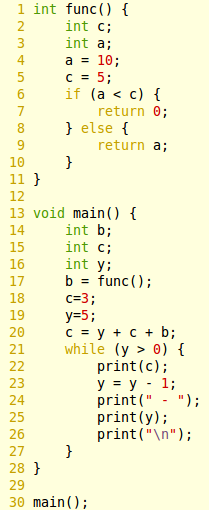 1 int func() {
2     int c;
3     int a;
4     a = 10;
5     c = 5;
6     if (a < c) {
7         return 0;
8     } else {
9         return a;
10     }
11 }
12
13 void main() {
14     int b;
15     int c;
16     int y;
17     b = func();
18     c=3;
19     y=5;
20     c = y + c + b;
21     while (y > 0) {
22         print(c);
23         y = y - 1;
24         print(" - ");
25         print(y);
26         print("\n");
27     }
28 }
29
30 main();